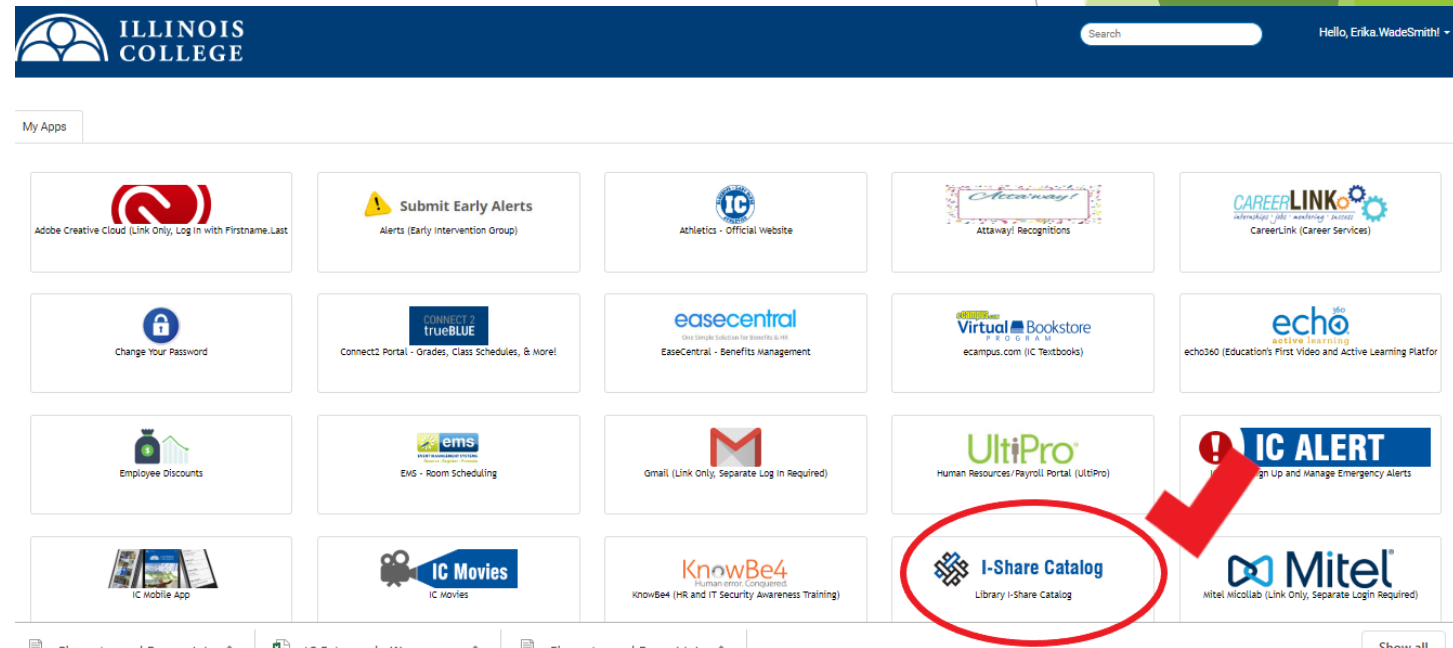 ILLINOIS
COLLEGE
Search
Hello, Erika.WadeSmith!
My Apps
Adobe Creative Cloud (Link Only, Log In with Firstname.Last
Submit Early Alerts
Alerts (Early Intervention Group)
IC
Athletics - Official Website
Attaway!
Attaway! Recognitions
CAREERLINK
internships · jobs · mentoring · success
CareerLink (Career Services)
Change Your Password
CONNECT 2
trueBLUE
Connect2 Portal - Grades, Class Schedules, & More!
easecentral
One Simple Solution for Benefits & HR
EaseCentral - Benefits Management
ecampus.com
Virtual Bookstore
PROGRAM
ecampus.com (IC Textbooks)
echo360
active learning
echo360 (Education's First Video and Active Learning Platfor
Employee Discounts
ems
EVENT MANAGEMENT SYSTEMS
EMS - Room Scheduling
Gmail (Link Only, Separate Log In Required)
UltiPro
Human Resources/Payroll Portal (UltiPro)
IC ALERT
Up and Manage Emergency Alerts
IC Mobile App
IC Movies
IC Movies
KnowBe4
Human error. Conquered.
KnowBe4 (HR and IT Security Awareness Training)
I-Share Catalog
Library I-Share Catalog
Mitel
Mitel Micollab (Link Only, Separate Login Required)
Show all